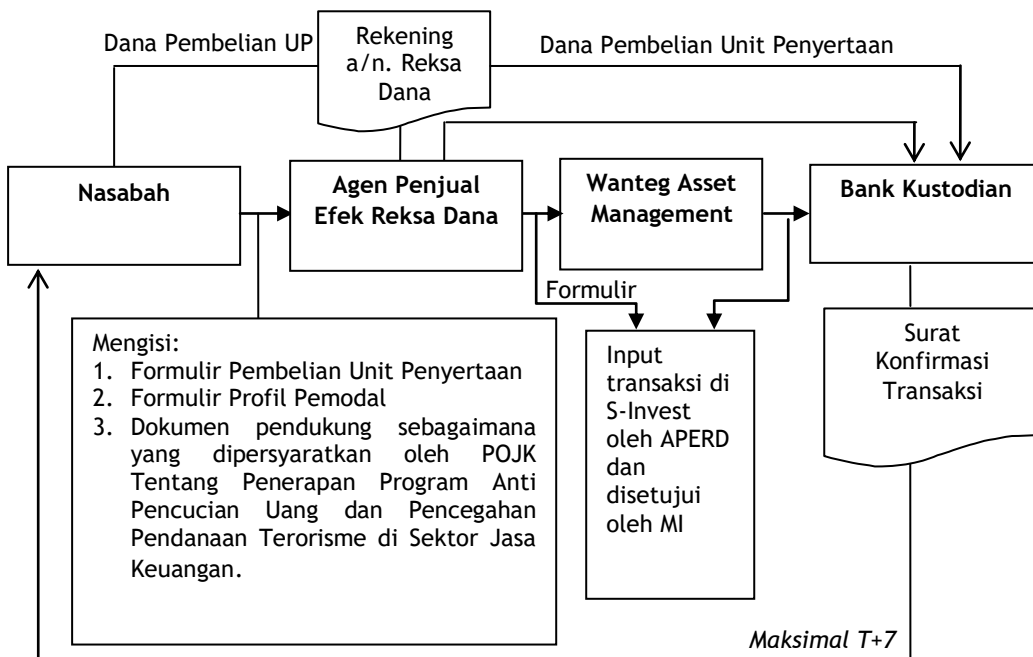 Dana Pembelian UP
Rekening
a/n. Reksa
Dana
Dana Pembelian Unit Penyertaan
Nasabah
Agen Penjual
Efek Reksa Dana
Wanteg Asset
Management
Bank Kustodian
Formulir
Mengisi:
1. Formulir Pembelian Unit Penyertaan
2. Formulir Profil Pemodal
3. Dokumen pendukung sebagaimana
yang dipersyaratkan oleh POJK
Tentang Penerapan Program Anti
Pencucian Uang dan Pencegahan
Pendanaan Terorisme di Sektor Jasa
Keuangan.
Input
transaksi di
S-Invest
oleh APERD
dan
disetujui
oleh MI
Surat
Konfirmasi
Transaksi
Maksimal T+7